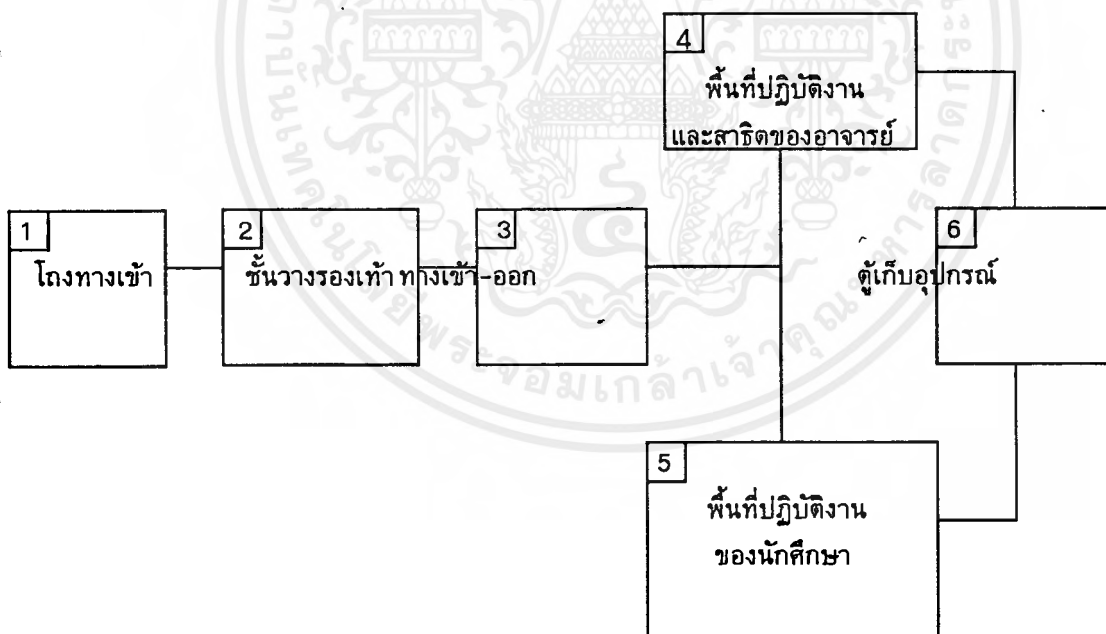 4
พื้นที่ปฏิบัติงาน
และสาธิตของอาจารย์
1
โถงทางเข้า
2
ชั้นวางรองเท้า
3
ทางเข้า-ออก
6
ตู้เก็บอุปกรณ์
5
พื้นที่ปฏิบัติงาน
ของนักศึกษา